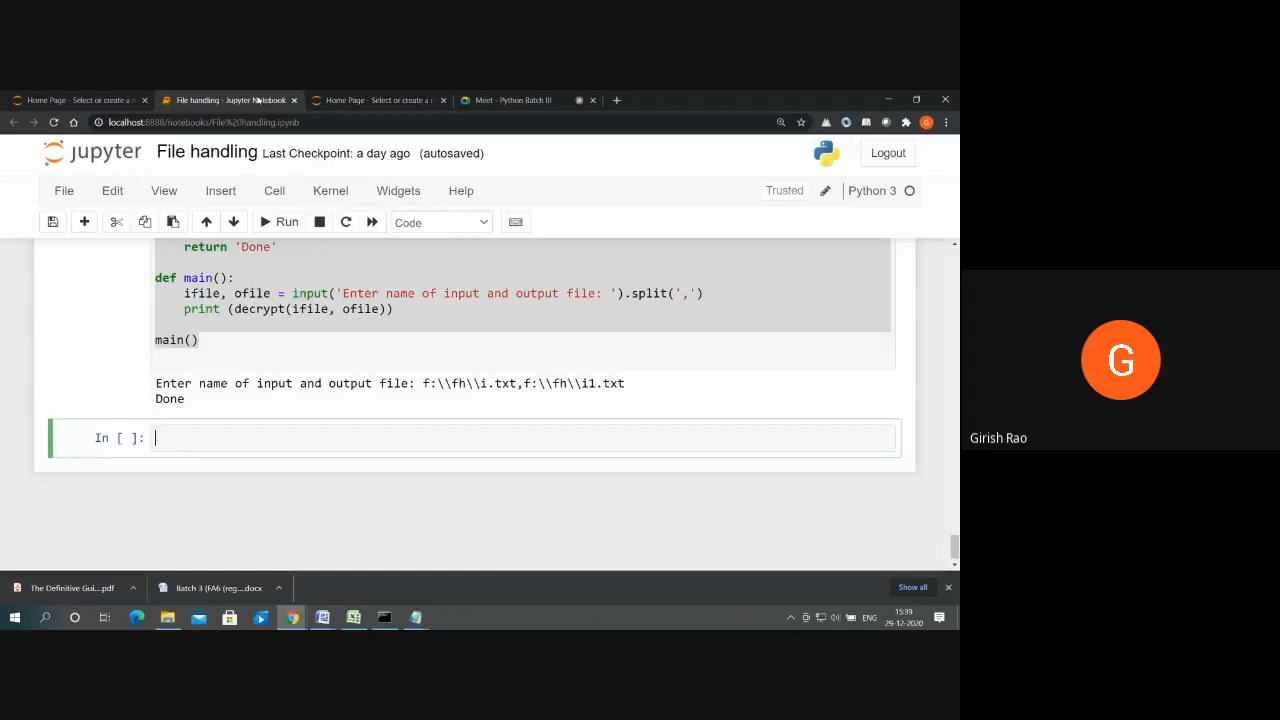 Home Page - Select or create a n
File handling - Jupyter Notebook
Home Page - Select or create a
Meet - Python Batch III
localhost:8888/notebooks/File%20handling.ipynb
jupyter File handling Last Checkpoint: a day ago (autosaved)
Logout
File Edit View Insert Cell Kernel Widgets Help
Trusted
Python 3
Run
Code
return 'Done'
def main():
ifile, ofile = input('Enter name of input and output file: ').split(',')
print (decrypt(ifile, ofile))
main()
Enter name of input and output file: f:\\fh\\i.txt,f:\\fh\\i1.txt
Done
In [ ]:
G
Girish Rao
The Definitive Gui....pdf
Batch 3 (FA6 (reg....docx
Show all
ENG
15:39
29-12-2020